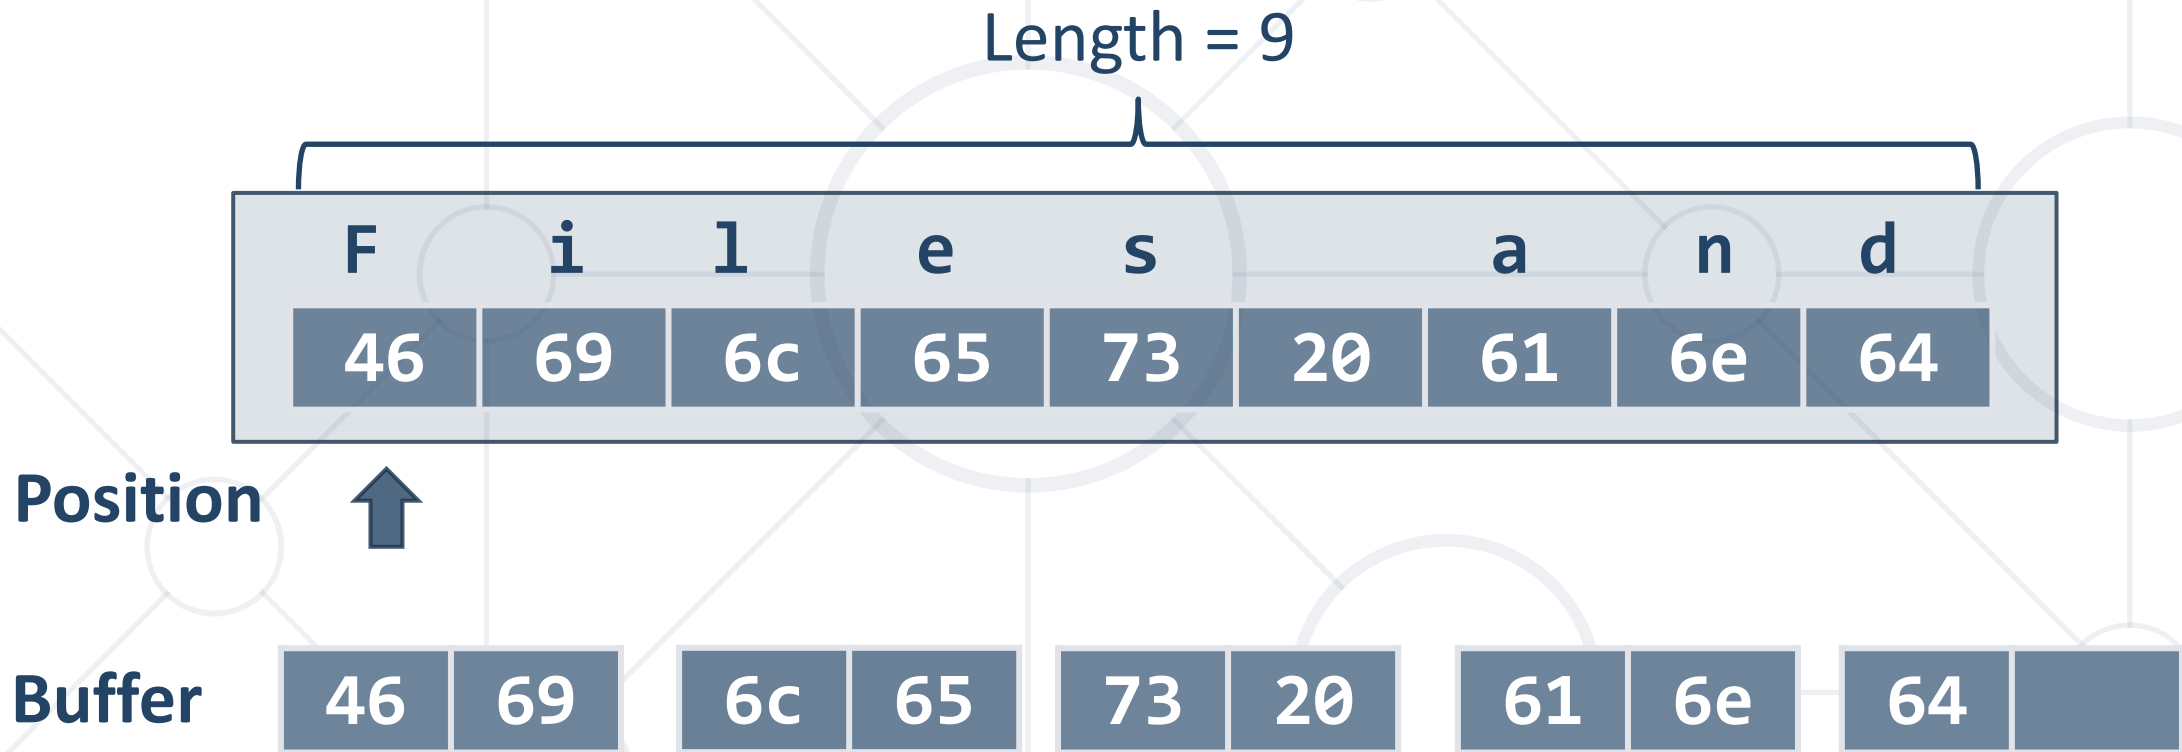 Length = 9
F i l e s a n d
46 69 6c 65 73 20 61 6e 64
Position
Buffer 46 69 6c 65 73 20 61 6e 64